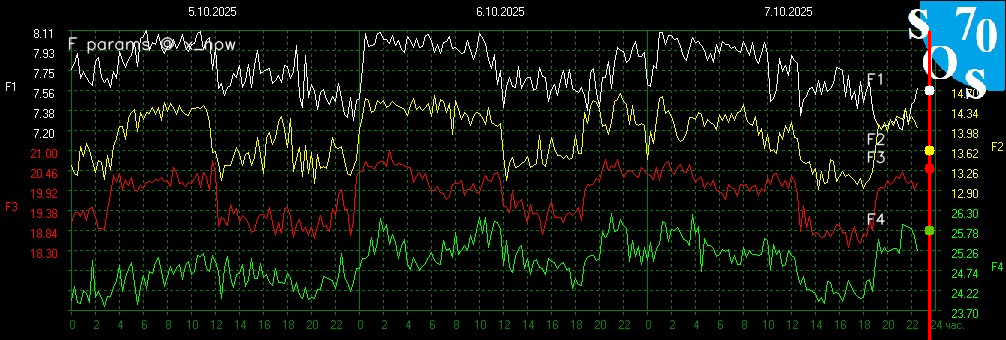 5.10.2025 6.10.2025 7.10.2025
S 70
O
S
F params @ x_now
F1
8.11
7.93
7.75
7.56
7.38
7.20
F3
21.00
20.46
19.92
19.38
18.84
18.30
F1
F2
F3
F4
14.34
13.98
13.62
13.26
12.90
F2
26.30
25.78
25.26
24.74
24.22
23.70
F4
0 2 4 6 8 10 12 14 16 18 20 22 0 2 4 6 8 10 12 14 16 18 20 22 0 2 4 6 8 10 12 14 16 18 20 22 24 час.